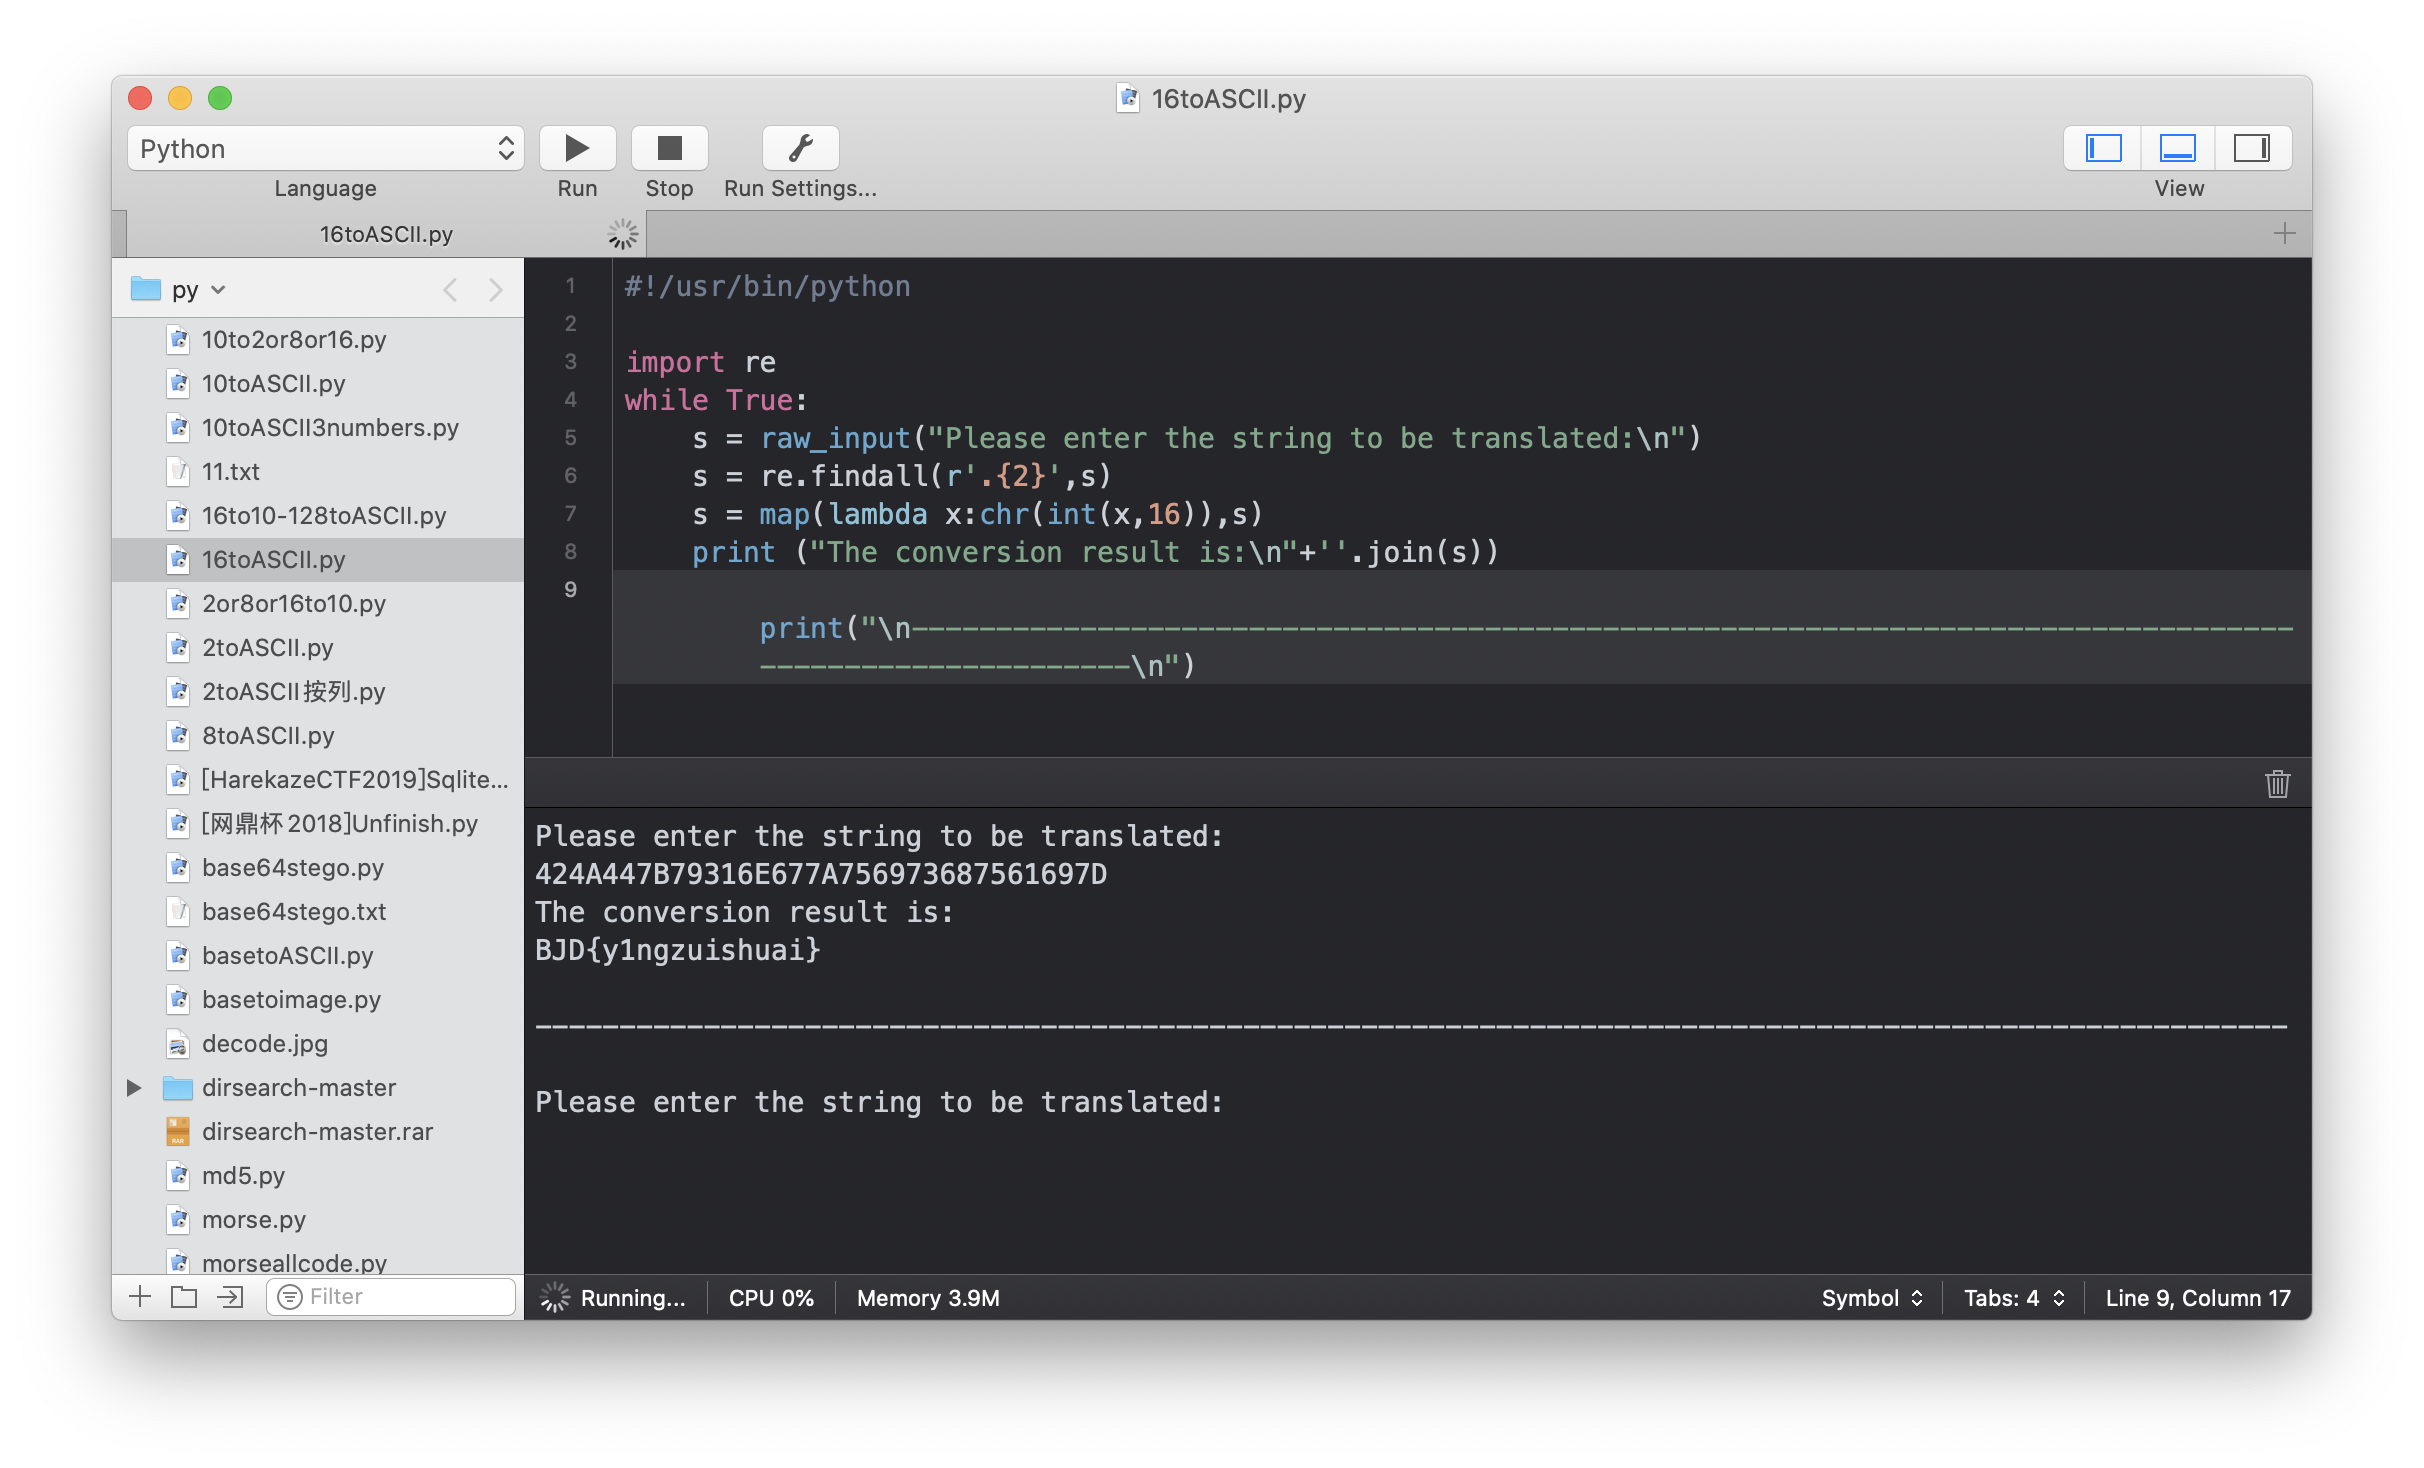 16toASCII.py
Python
Language
Run
Stop
Run Settings...
View
16toASCII.py
py
10to2or8or16.py
10toASCII.py
10toASCII3numbers.py
11.txt
16to10-128toASCII.py
16toASCII.py
2or8or16to10.py
2toASCII.py
2toASCII按列.py
8toASCII.py
[HarekazeCTF2019]Sqlite...
[网鼎杯2018]Unfinish.py
base64stego.py
base64stego.txt
basetoASCII.py
basetoimage.py
decode.jpg
dirsearch-master
dirsearch-master.rar
md5.py
morse.py
morseallcode.py
Filter
1 #!/usr/bin/python
2
3 import re
4 while True:
5     s = raw_input("Please enter the string to be translated:\n")
6     s = re.findall(r'.{2}',s)
7     s = map(lambda x:chr(int(x,16)),s)
8     print ("The conversion result is:\n"+''.join(s))
9
print("\n----------------------------------------------------------------------------------
----------------------\n")
Please enter the string to be translated:
424A447B79316E677A756973687561697D
The conversion result is:
BJD{y1ngzuishuai}
--------------------------------------------------------------------------------------------------------
Please enter the string to be translated:
Running... CPU 0% Memory 3.9M Symbol Tabs: 4 Line 9, Column 17